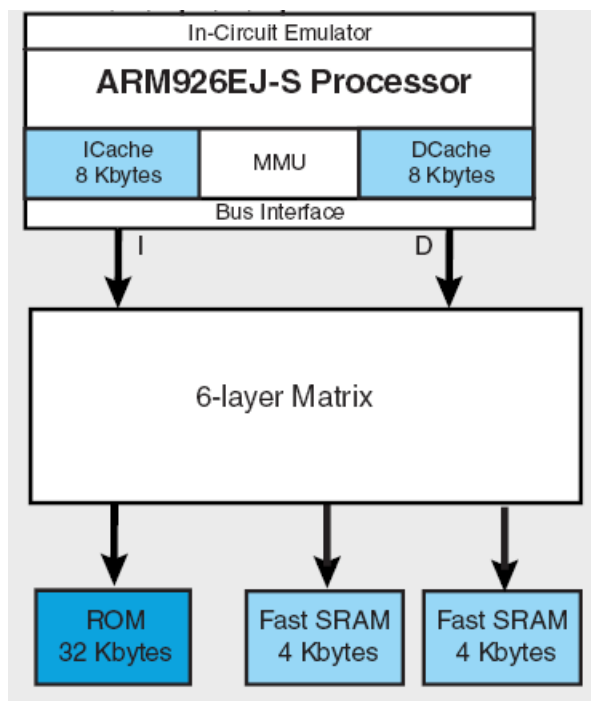 In-Circuit Emulator
ARM926EJ-S Processor
ICache
8 Kbytes
MMU
DCache
8 Kbytes
Bus Interface
I
D
6-layer Matrix
ROM
32 Kbytes
Fast SRAM
4 Kbytes
Fast SRAM
4 Kbytes